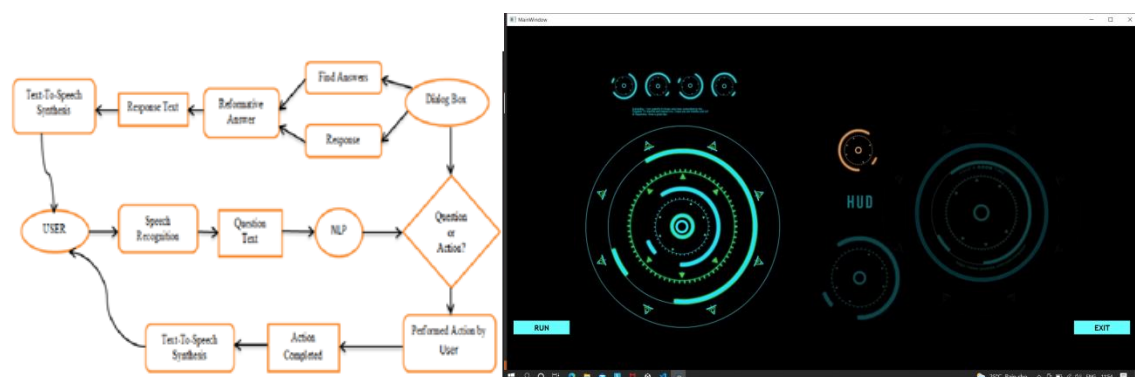 Text-To-Speech
Synthesis
Response Text
Reformative
Answer
Find Answers
Response
Dialog Box
USER
Speech
Recognition
Question
Text
NLP
Question
or
Action?
Text-To-Speech
Synthesis
Action
Completed
Performed Action by
User
MainWindow
HUD
RUN
EXIT
ENG